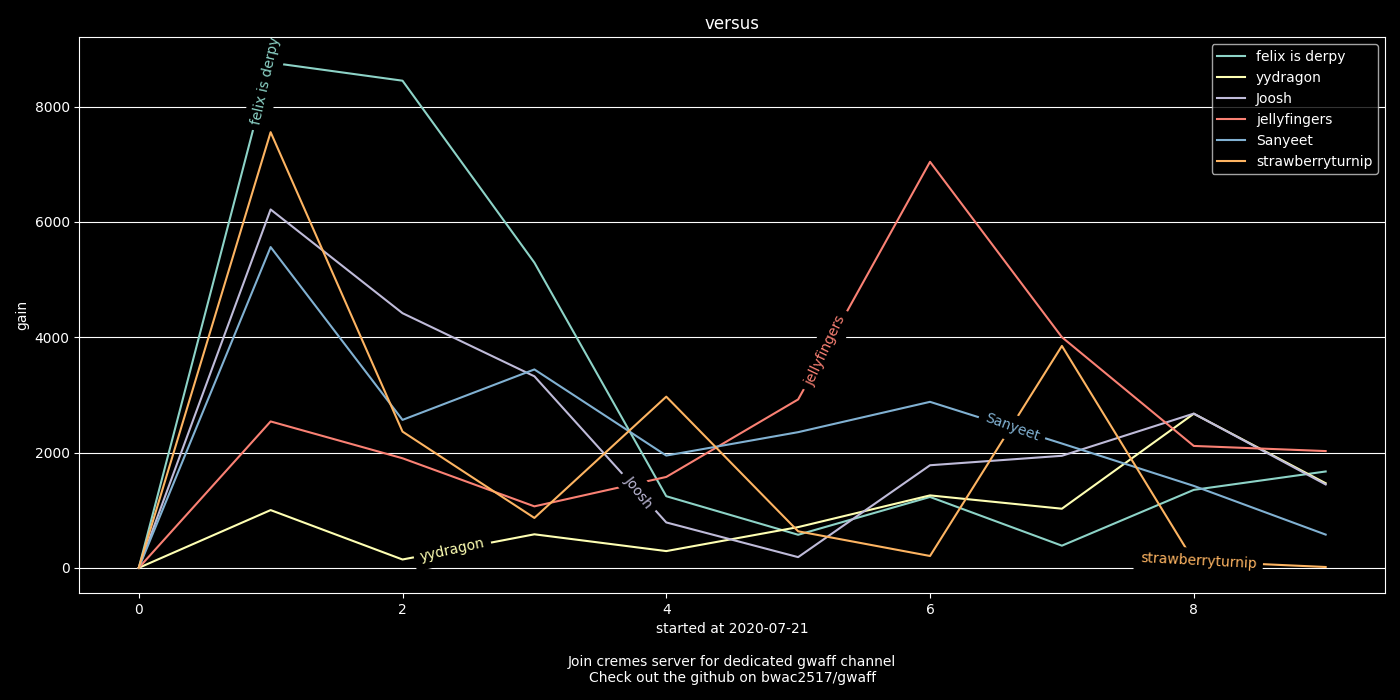 versus
felix is derpy
yydragon
Joosh
jellyfingers
Sanyeet
strawberryturnip
felix is derpy
jellyfingers
Sanyeet
Joosh
yydragon
strawberryturnip
gain
8000
6000
4000
2000
0
0 2 4 6 8
started at 2020-07-21
Join cremes server for dedicated gwaff channel
Check out the github on bwac2517/gwaff